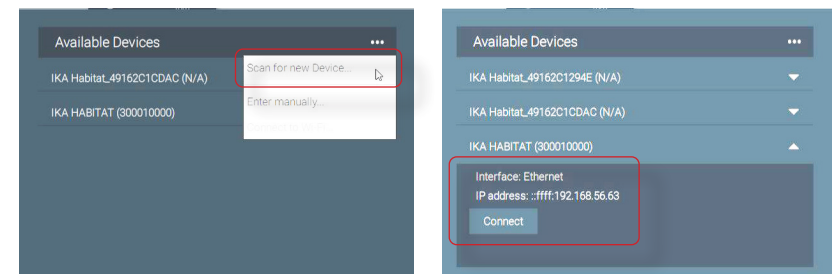 Available Devices
Scan for new Device...
IKA Habitat_49162C1CDAC (N/A)
Enter manually...
IKA HABITAT (300010000)
Available Devices
IKA Habitat_49162C1294E (N/A)
IKA Habitat_49162C1CDAC (N/A)
IKA HABITAT (300010000)
Interface: Ethernet
IP address: ::ffff:192.168.56.63
Connect